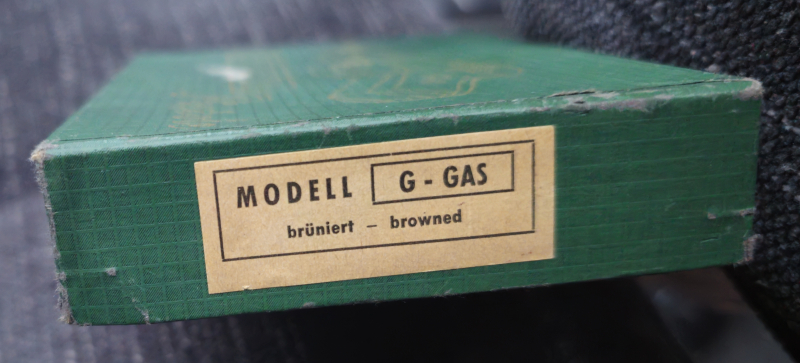 MODELL G - GAS
brüniert - browned